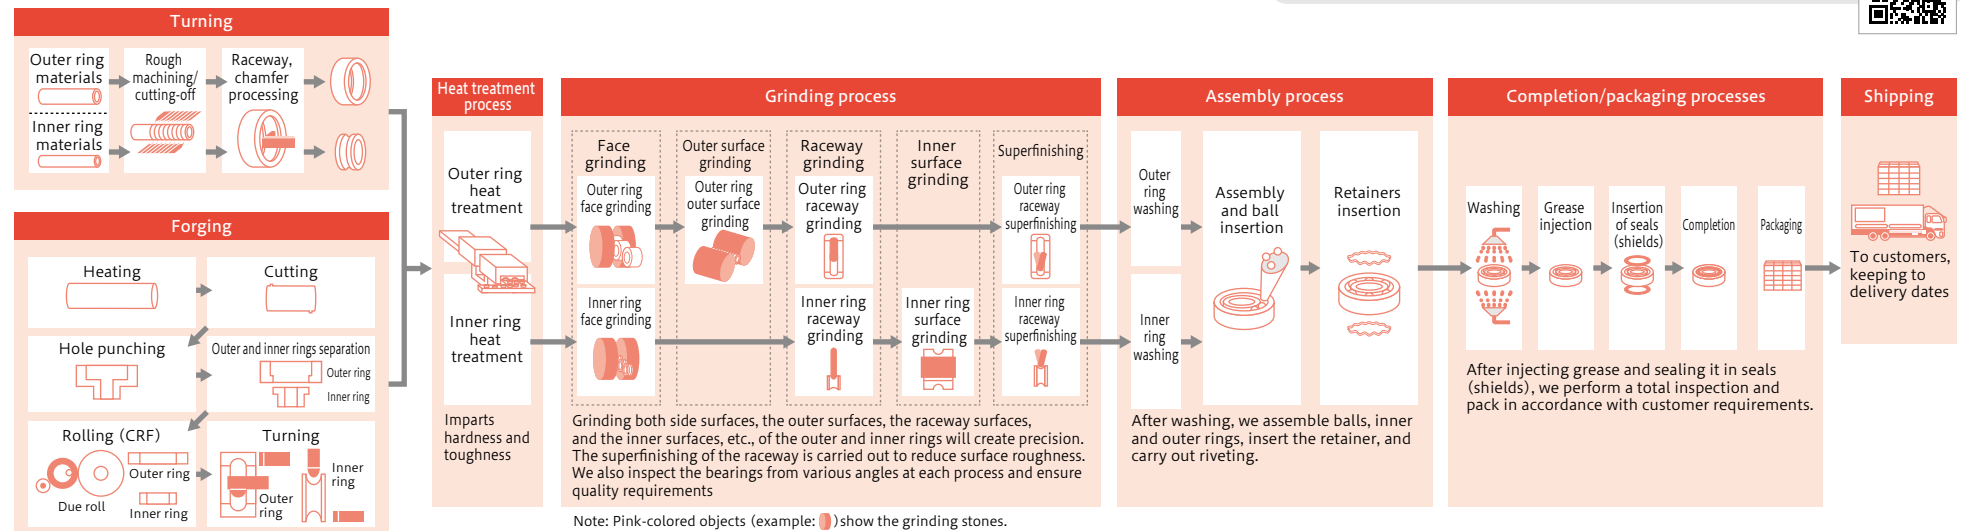 Turning
Outer ring
materials
Inner ring
materials
Rough
machining/
cutting-off
Raceway,
chamfer
processing
Forging
Heating
Cutting
Hole punching
Outer and inner rings separation
Outer ring
Inner ring
Rolling (CRF)
Outer ring
Due roll
Inner ring
Turning
Inner
ring
Outer
ring
Heat treatment
process
Outer ring
heat
treatment
Inner ring
heat
treatment
Imparts
hardness and
toughness
Grinding process
Face
grinding
Outer ring
face grinding
Inner ring
face grinding
Outer surface
grinding
Outer ring
outer surface
grinding
Raceway
grinding
Outer ring
raceway
grinding
Inner ring
raceway
grinding
Inner
surface
grinding
Inner ring
surface
grinding
Superfinishing
Outer ring
raceway
superfinishing
Inner ring
raceway
superfinishing
Grinding both side surfaces, the outer surfaces, the raceway surfaces,
and the inner surfaces, etc., of the outer and inner rings will create precision.
The superfinishing of the raceway is carried out to reduce surface roughness.
We also inspect the bearings from various angles at each process and ensure
quality requirements
Note: Pink-colored objects (example: ) show the grinding stones.
Assembly process
Outer
ring
washing
Inner
ring
washing
Assembly
and ball
insertion
Retainers
insertion
After washing, we assemble balls, inner
and outer rings, insert the retainer, and
carry out riveting.
Completion/packaging processes
Washing
Grease
injection
Insertion
of seals
(shields)
Completion
Packaging
After injecting grease and sealing it in seals
(shields), we perform a total inspection and
pack in accordance with customer requirements.
Shipping
To customers,
keeping to
delivery dates